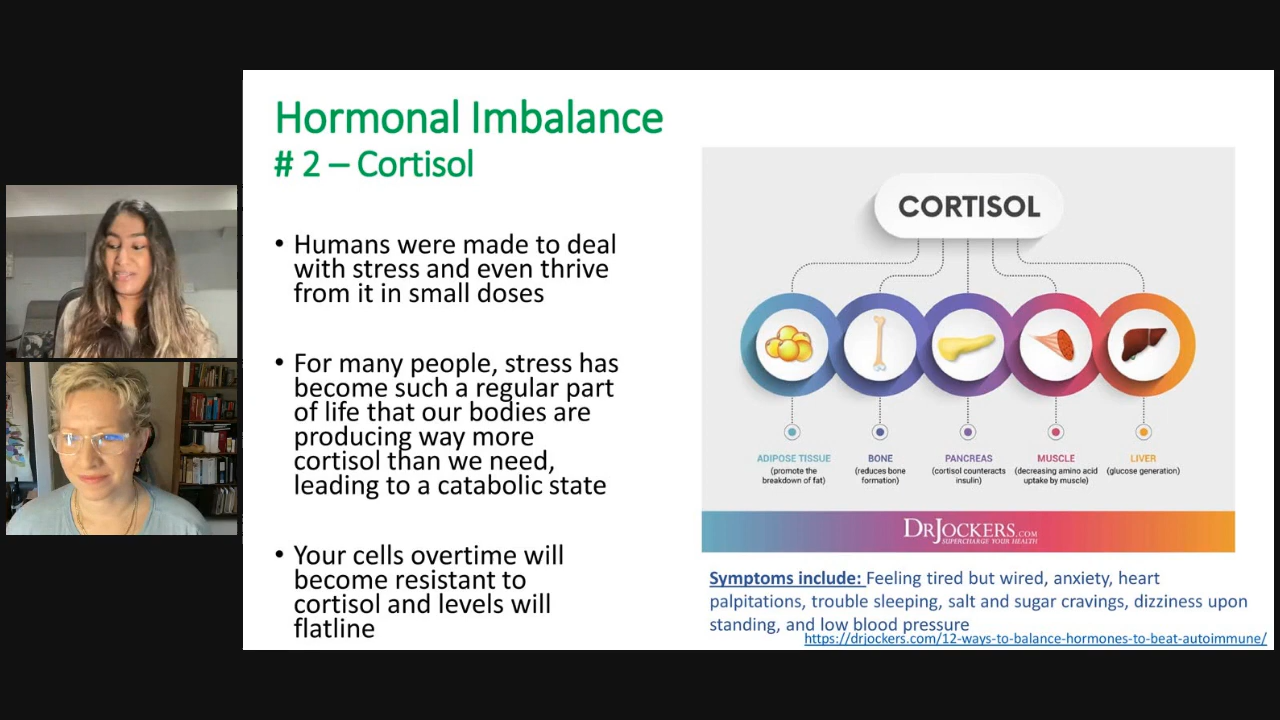 Hormonal Imbalance
# 2 – Cortisol
• Humans were made to deal
with stress and even thrive
from it in small doses
• For many people, stress has
become such a regular part
of life that our bodies are
producing way more
cortisol than we need,
leading to a catabolic state
• Your cells overtime will
become resistant to
cortisol and levels will
flatline
CORTISOL
ADIPOSE TISSUE
(promote the
breakdown of fat)
BONE
(reduces bone
formation)
PANCREAS
(cortisol counteracts
insulin)
MUSCLE
(decreasing amino acid
uptake by muscle)
LIVER
(glucose generation)
DRJOCKERS.COM
SUPERCHARGE YOUR HEALTH
Symptoms include: Feeling tired but wired, anxiety, heart
palpitations, trouble sleeping, salt and sugar cravings, dizziness upon
standing, and low blood pressure
https://drjockers.com/12-ways-to-balance-hormones-to-beat-autoimmune/